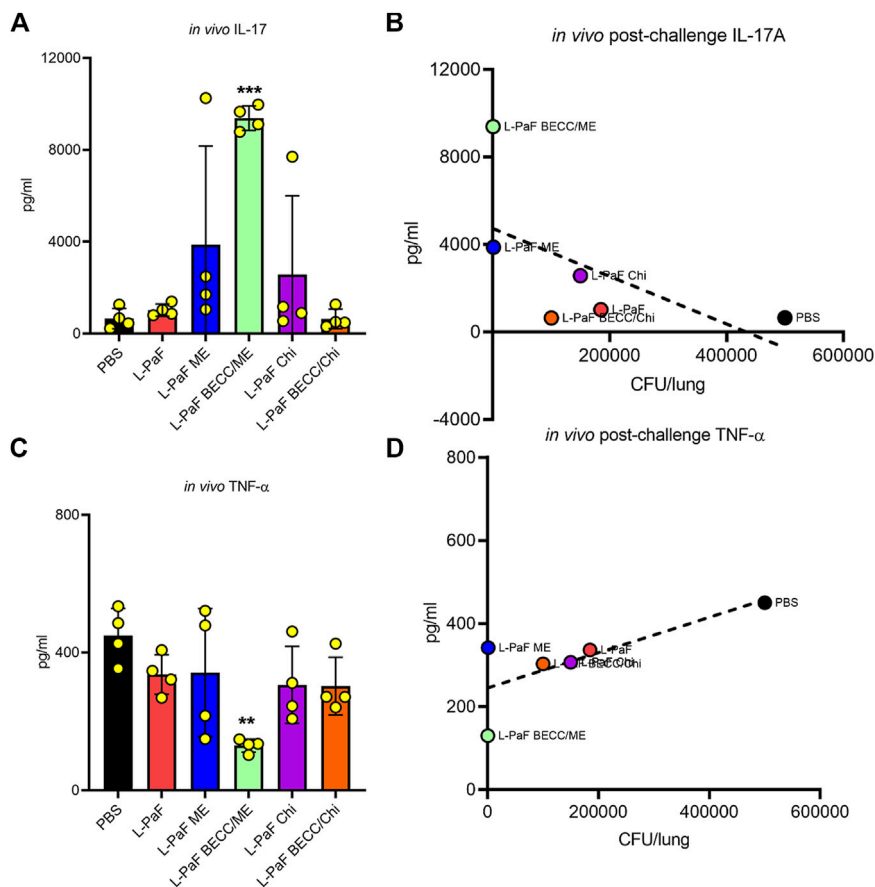 A
in vivo IL-17
12000
8000
4000
0
pg/ml
***
PBS
L-PaF
L-PaF ME
L-PaF BECC/ME
L-PaF Chi
L-PaF BECC/Chi
B
in vivo post-challenge IL-17A
12000
8000
4000
0
-4000
pg/ml
L-PaF BECC/ME
L-PaF ME
L-PaF Chi
L-PaF
L-PaF BECC/Chi
PBS
200000 400000 600000
CFU/lung
C
in vivo TNF-α
800
400
0
pg/ml
**
PBS
L-PaF
L-PaF ME
L-PaF BECC/ME
L-PaF Chi
L-PaF BECC/Chi
D
in vivo post-challenge TNF-α
800
600
400
200
0
pg/ml
PBS
L-PaF ME
L-PaF
L-PaF Chi
L-PaF BECC/Chi
L-PaF BECC/ME
0 200000 400000 600000
CFU/lung